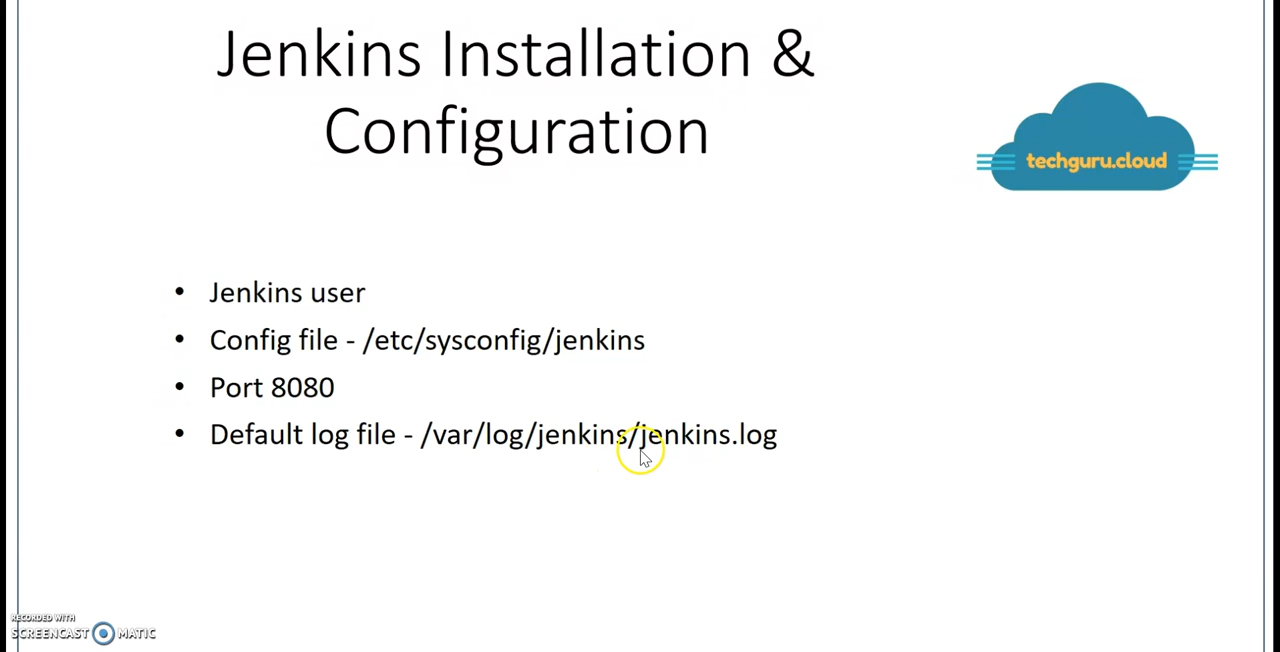 Jenkins Installation &
Configuration
techguru.cloud
• Jenkins user
• Config file - /etc/sysconfig/jenkins
• Port 8080
• Default log file - /var/log/jenkins/jenkins.log
RECORDED WITH
SCREENCAST MATIC